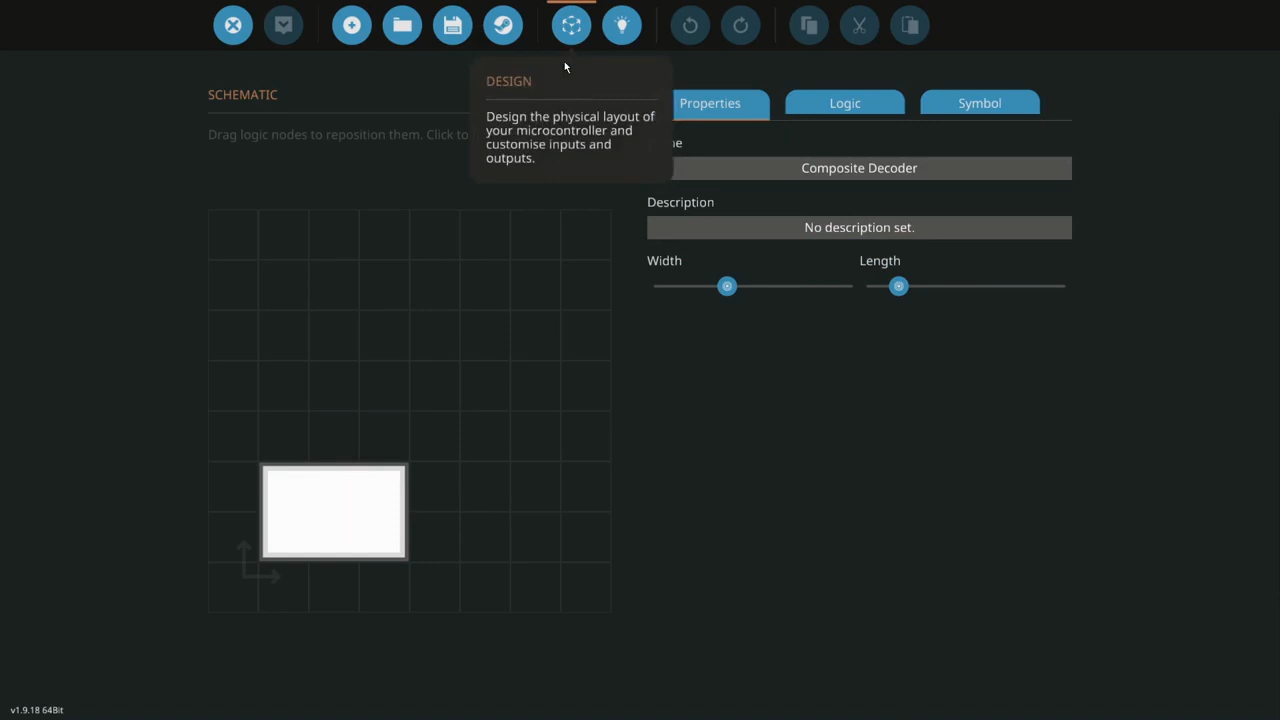 DESIGN
Design the physical layout of
your microcontroller and
customise inputs and
outputs.
SCHEMATIC
Drag logic nodes to reposition them. Click to
Properties
Logic
Symbol
Composite Decoder
Description
No description set.
Width
Length
v1.9.18 64Bit